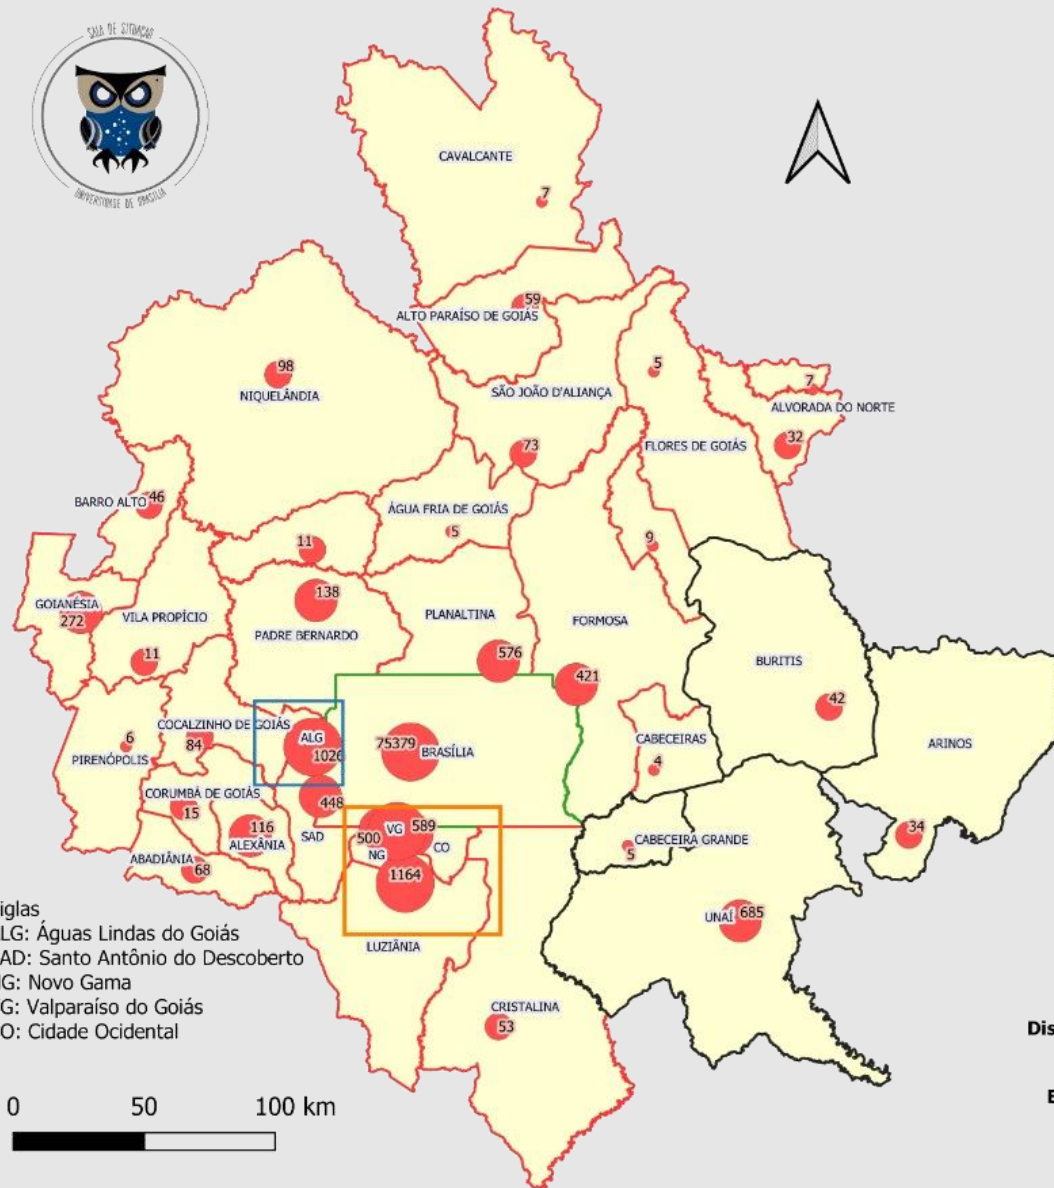 SALA DE SITUAÇÃO
UNIVERSIDADE DE BRASÍLIA
CAVALCANTE
7
59
ALTO PARAÍSO DE GOIÁS
98
NIQUELÂNDIA
5
SÃO JOÃO D'ALIANÇA
7
ALVORADA DO NORTE
32
73
FLORES DE GOIÁS
BARRO ALTO 46
ÁGUA FRIA DE GOIÁS
5
11
9
138
PADRE BERNARDO
GOIANÉSIA
272
VILA PROPÍCIO
11
PLANALTINA
576
FORMOSA
421
BURITIS
42
ARINOS
34
6
PIRENÓPOLIS
COCALZINHO DE GOIÁS
84
ALG
1026
75379 BRASÍLIA
CABECEIRAS
4
CORUMBÁ DE GOIÁS
15
448
SAD
116
ALEXÂNIA
ABADIÂNIA
68
VG 589
500
NG
CO
1164
CABECEIRA GRANDE
5
UNAÍ 685
LUZIÂNIA
CRISTALINA
53
iglas
LG: Águas Lindas do Goiás
AD: Santo Antônio do Descoberto
IG: Novo Gama
G: Valparaíso do Goiás
O: Cidade Ocidental
Dis
E
0 50 100 km